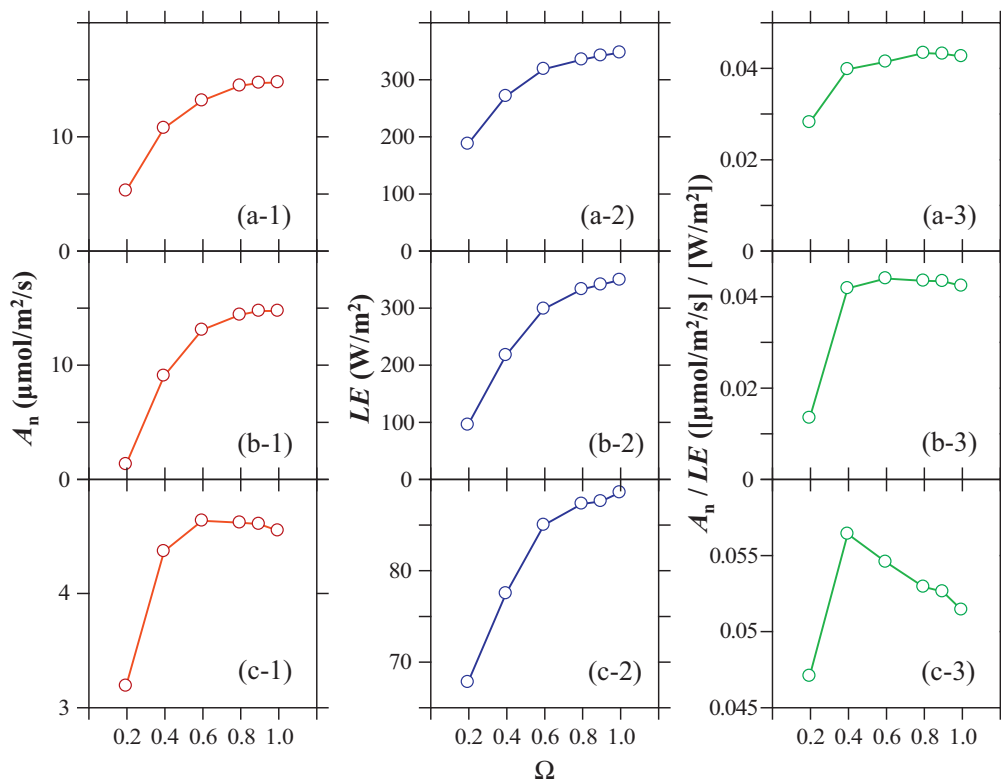 10
(a-1)
0
300
200
100
(a-2)
0
0.04
0.02
(a-3)
0
10
(b-1)
0
300
200
100
(b-2)
0
0.04
0.02
(b-3)
0
4
3
(c-1)
80
70
(c-2)
0.055
0.05
0.045
(c-3)
Aₙ (μmol/m²/s)
LE (W/m²)
Aₙ / LE ([μmol/m²/s] / [W/m²])
0.2 0.4 0.6 0.8 1.0
0.2 0.4 0.6 0.8 1.0
0.2 0.4 0.6 0.8 1.0
Ω